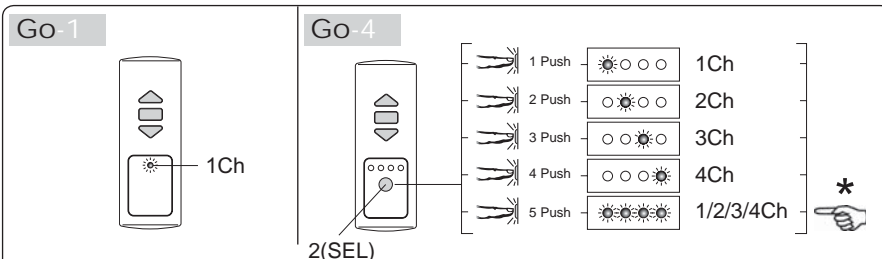 Go-1
1Ch
Go-4
2(SEL)
1 Push 1Ch
2 Push 2Ch
3 Push 3Ch
4 Push 4Ch
5 Push 1/2/3/4Ch
*